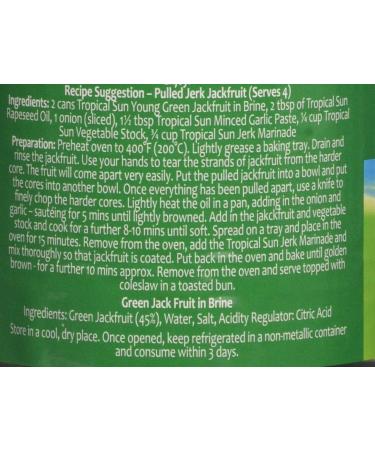 Recipe Suggestion – Pulled Jerk Jackfruit (Serves 4)
Ingredients: 2 cans Tropical Sun Young Green Jackfruit in Brine, 2 tbsp of Tropical Sun
Rapeseed Oil, 1 onion (sliced), 1½ tbsp Tropical Sun Minced Garlic Paste, ¼ cup Tropical
Sun Vegetable Stock, ¾ cup Tropical Sun Jerk Marinade
Preparation: Preheat oven to 400°F (200°C). Lightly grease a baking tray. Drain and
rinse the jackfruit. Use your hands to tear the strands of jackfruit from the harder
core. The fruit will come apart very easily. Put the pulled jackfruit into a bowl and put
the cores into another bowl. Once everything has been pulled apart, use a knife to
finely chop the harder cores. Lightly heat the oil in a pan, adding in the onion and
garlic - sautéing for 5 mins until lightly browned. Add in the jakckfruit and vegetable
stock and cook for a further 8-10 mins until soft. Spread on a tray and place in the
oven for 15 minutes. Remove from the oven, add the Tropical Sun Jerk Marinade and
mix thoroughly so that jackfruit is coated. Put back in the oven and bake until golden
brown - for a further 10 mins approx. Remove from the oven and serve topped with
coleslaw in a toasted bun.
Green Jack Fruit in Brine
Ingredients: Green Jackfruit (45%), Water, Salt, Acidity Regulator: Citric Acid
Store in a cool, dry place. Once opened, keep refrigerated in a non-metallic container
and consume within 3 days.